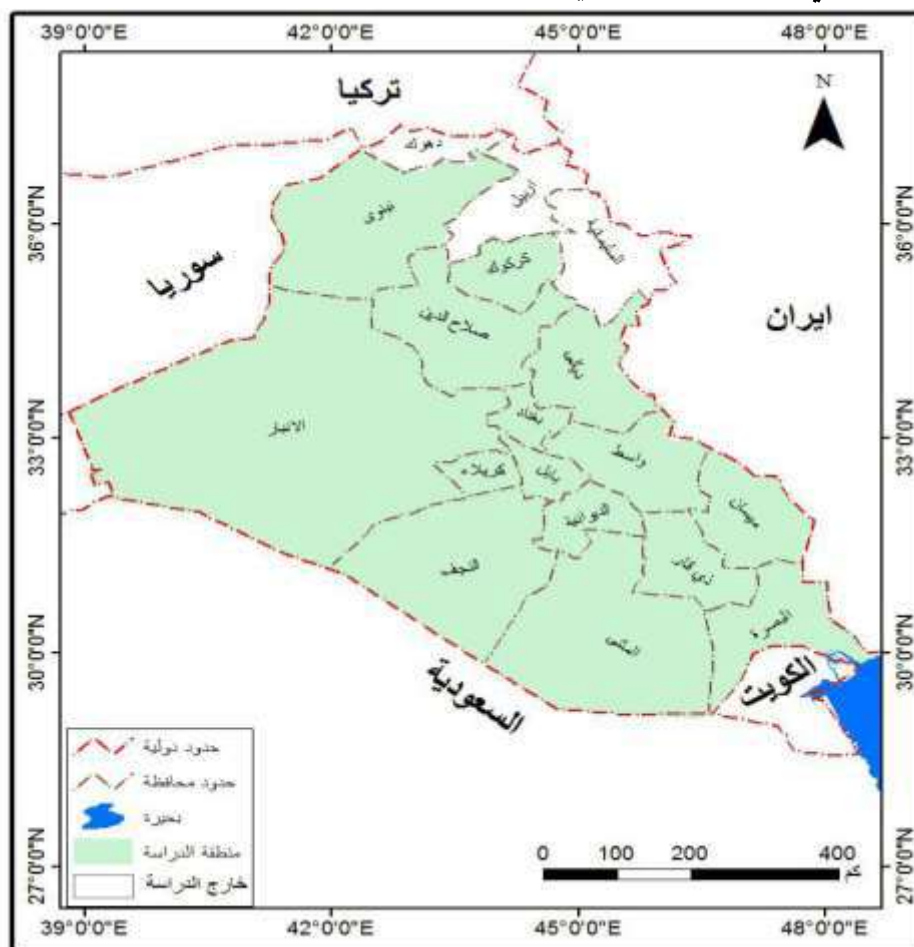 39°0'0"E 42°0'0"E 45°0'0"E 48°0'0"E
N
تركيا
دهوك
اربيل
نينوى
السليمانية
36°0'0"N 36°0'0"N
كركوك
سوريا
ايران
صلاح الدين
ديالى
بغداد
الانبار
33°0'0"N 33°0'0"N
واسط
كربلاء
بابل
ميسان
الديوانية
النجف
ذي قار
البصرة
المثنى
30°0'0"N 30°0'0"N
الكويت
السعودية
حدود دولية
حدود محافظة
بحيرة
منطقة الدراسة
خارج الدراسة
0 100 200 400
كم
27°0'0"N 27°0'0"N
39°0'0"E 42°0'0"E 45°0'0"E 48°0'0"E